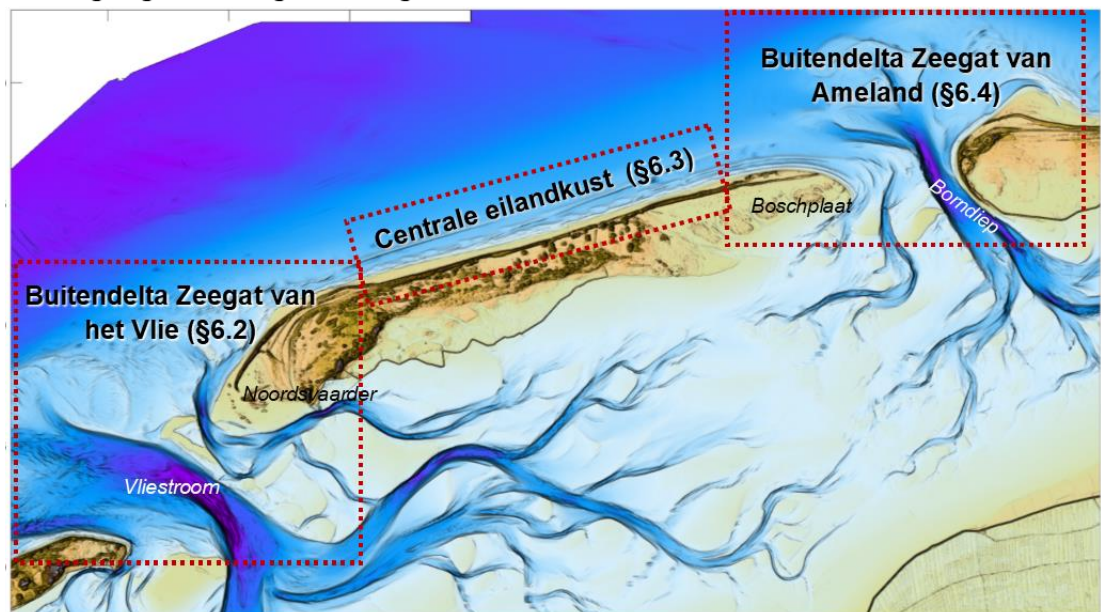 Buitendelta Zeegat van
Ameland (§6.4)
Centrale eilandkust (§6.3)
Boschplaat
Borndiep
Buitendelta Zeegat van
het Vlie (§6.2)
Noordsvaarder
Vliestroom